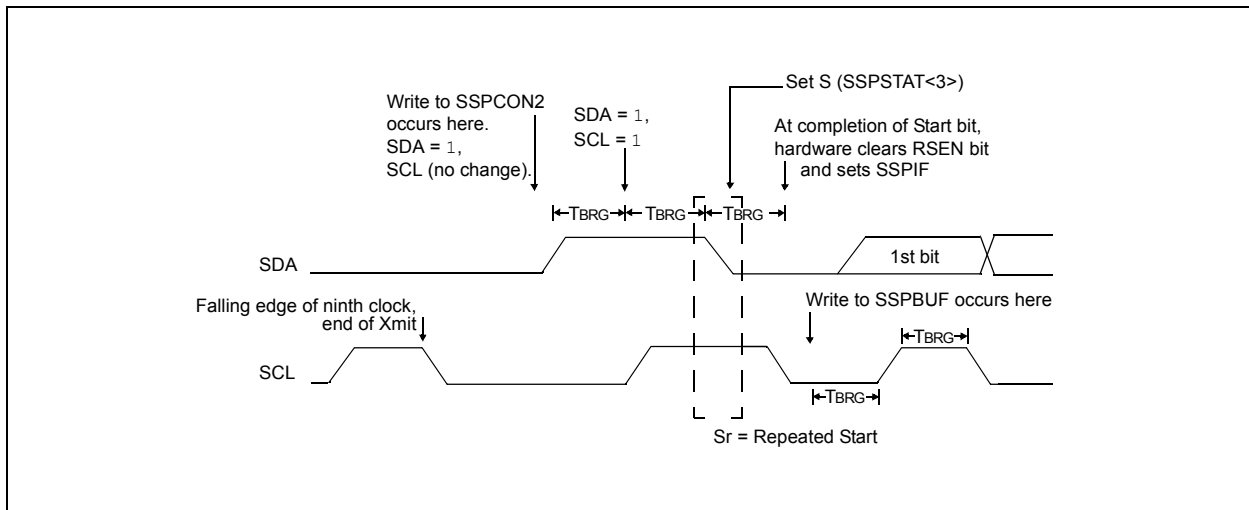 Set S (SSPSTAT<3>)
Write to SSPCON2
occurs here.
SDA = 1,
SCL (no change).
SDA = 1,
SCL = 1
At completion of Start bit,
hardware clears RSEN bit
and sets SSPIF
TBRG
TBRG
TBRG
SDA
1st bit
Falling edge of ninth clock,
end of Xmit
Write to SSPBUF occurs here
TBRG
SCL
TBRG
Sr = Repeated Start